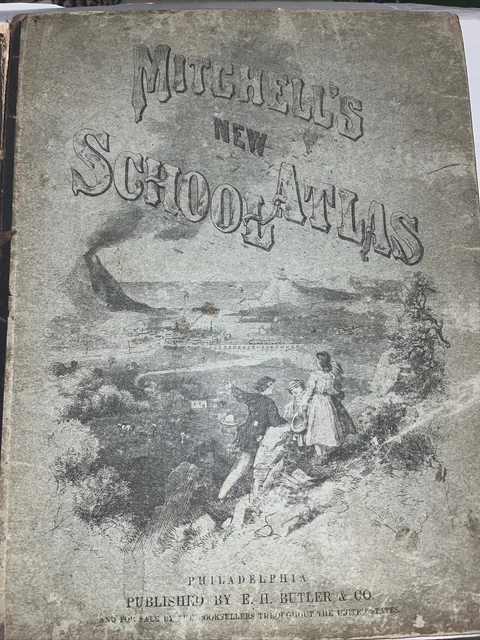 MITCHELL'S
NEW
SCHOOL ATLAS
PHILADELPHIA
PUBLISHED BY E. H. BUTLER & CO.
AND FOR SALE BY THE BOOKSELLERS THROUGHOUT THE UNITED STATES.